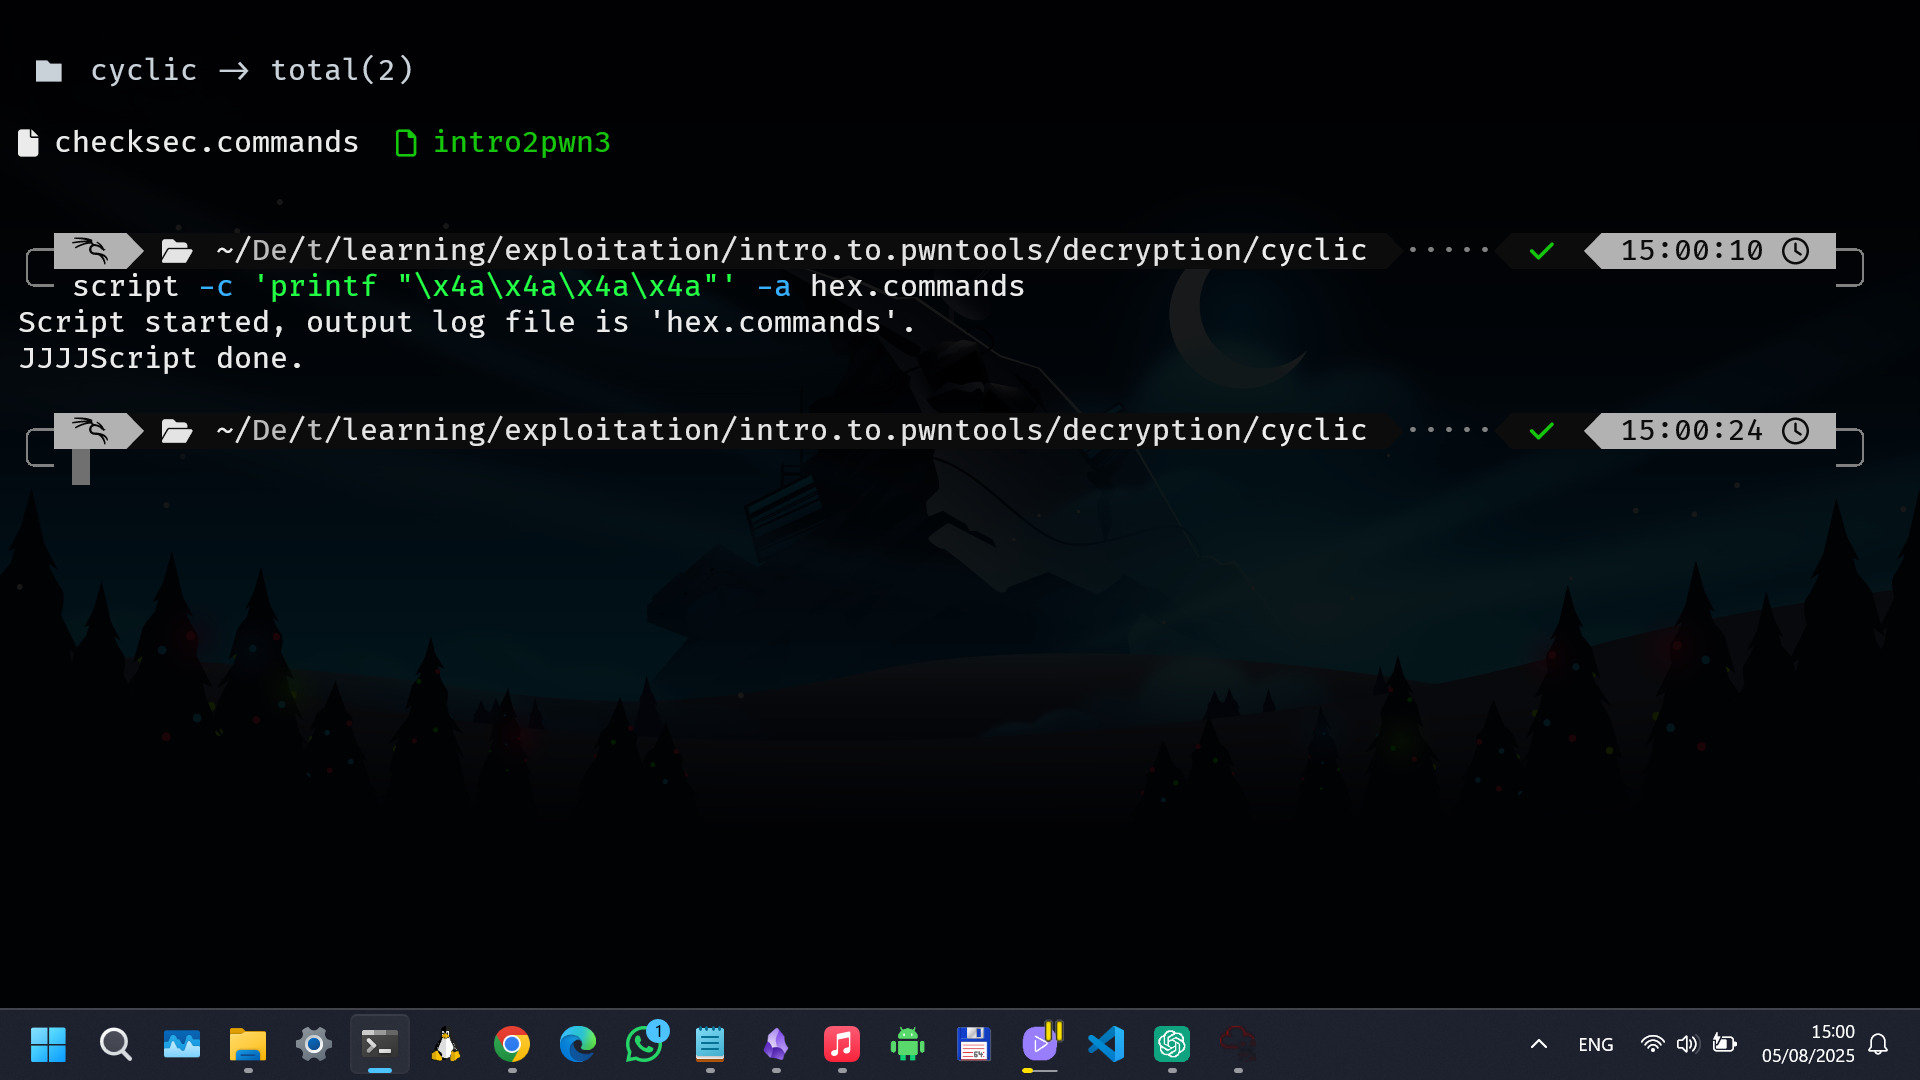 cyclic → total(2)
checksec.commands intro2pwn3
~/De/t/learning/exploitation/intro.to.pwntools/decryption/cyclic ····· ✓ 15:00:10
script -c 'printf "\x4a\x4a\x4a\x4a"' -a hex.commands
Script started, output log file is 'hex.commands'.
JJJJScript done.
~/De/t/learning/exploitation/intro.to.pwntools/decryption/cyclic ····· ✓ 15:00:24
1
64
ENG
15:00
05/08/2025